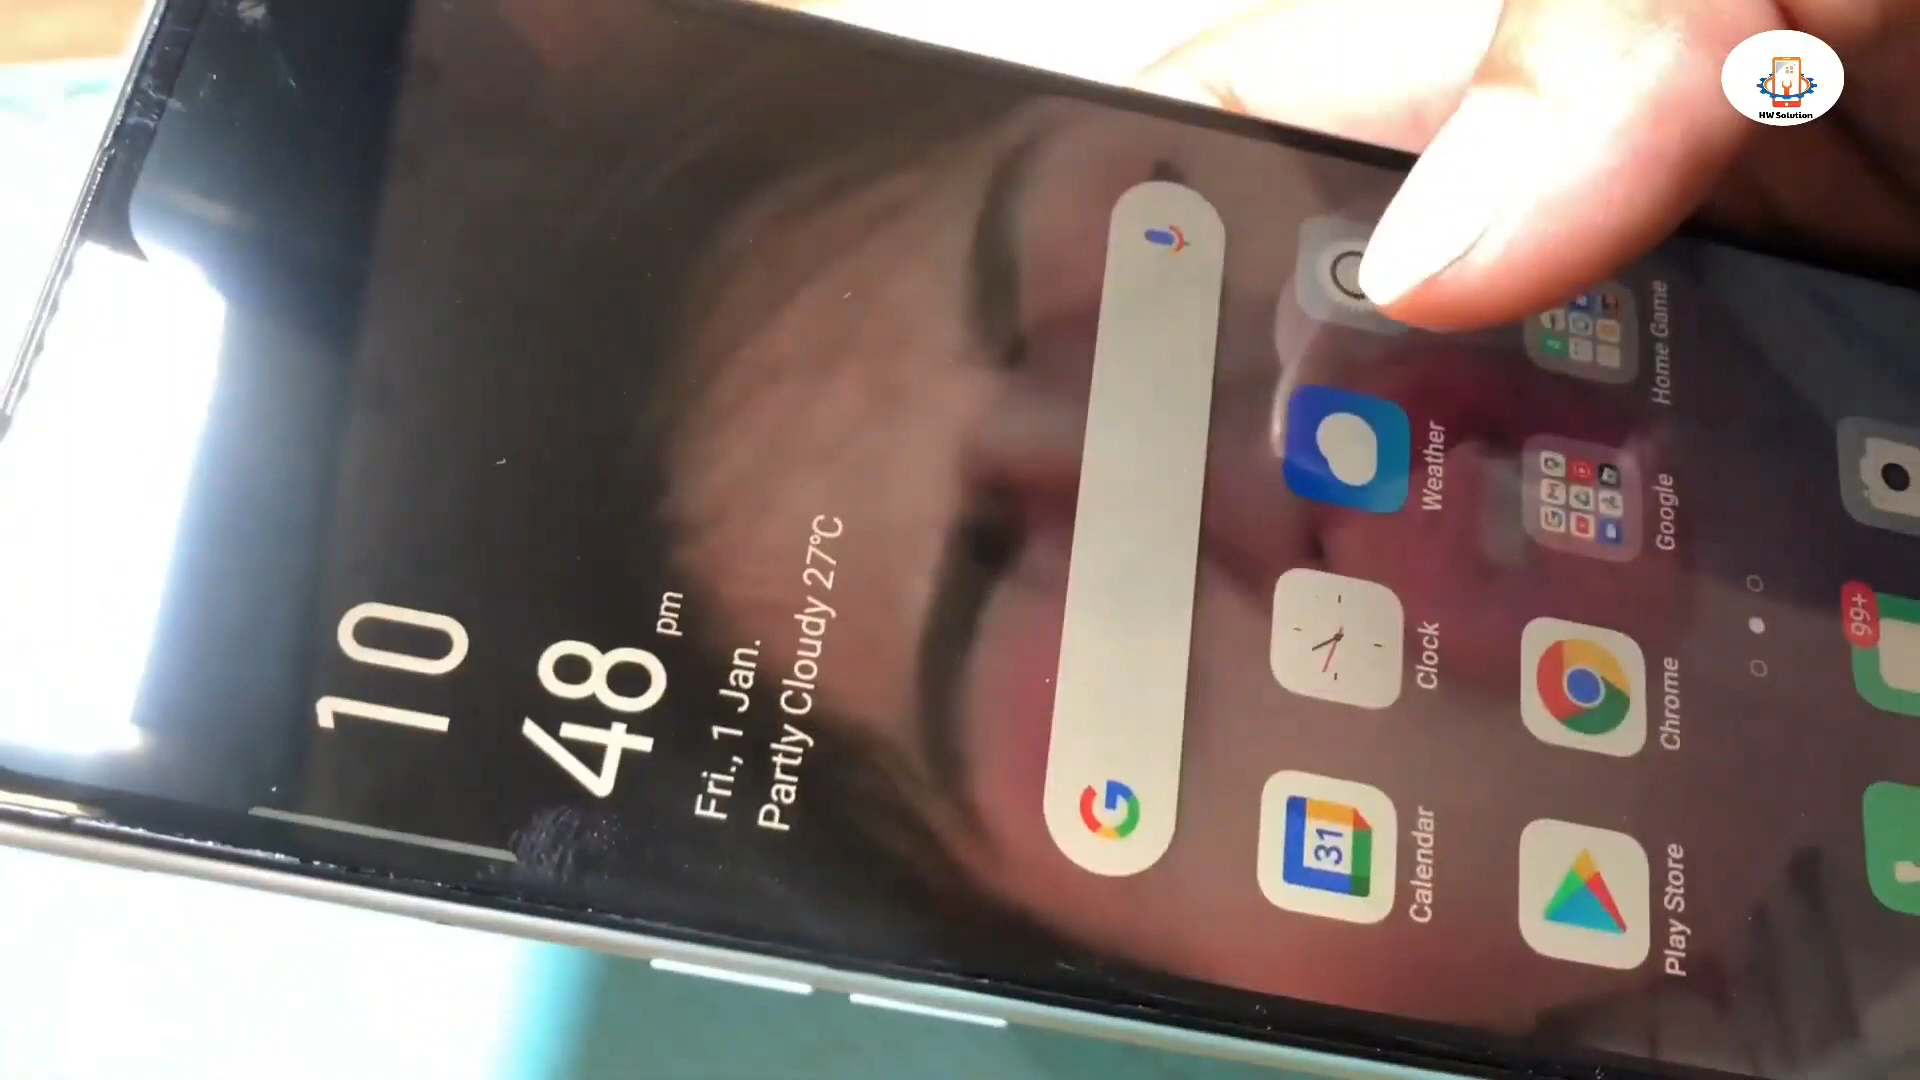 HW Solution
10
48 pm
Fri., 1 Jan.
Partly Cloudy 27°C
31
Calendar
Clock
Weather
Play Store
Chrome
Google
Home Game
99+